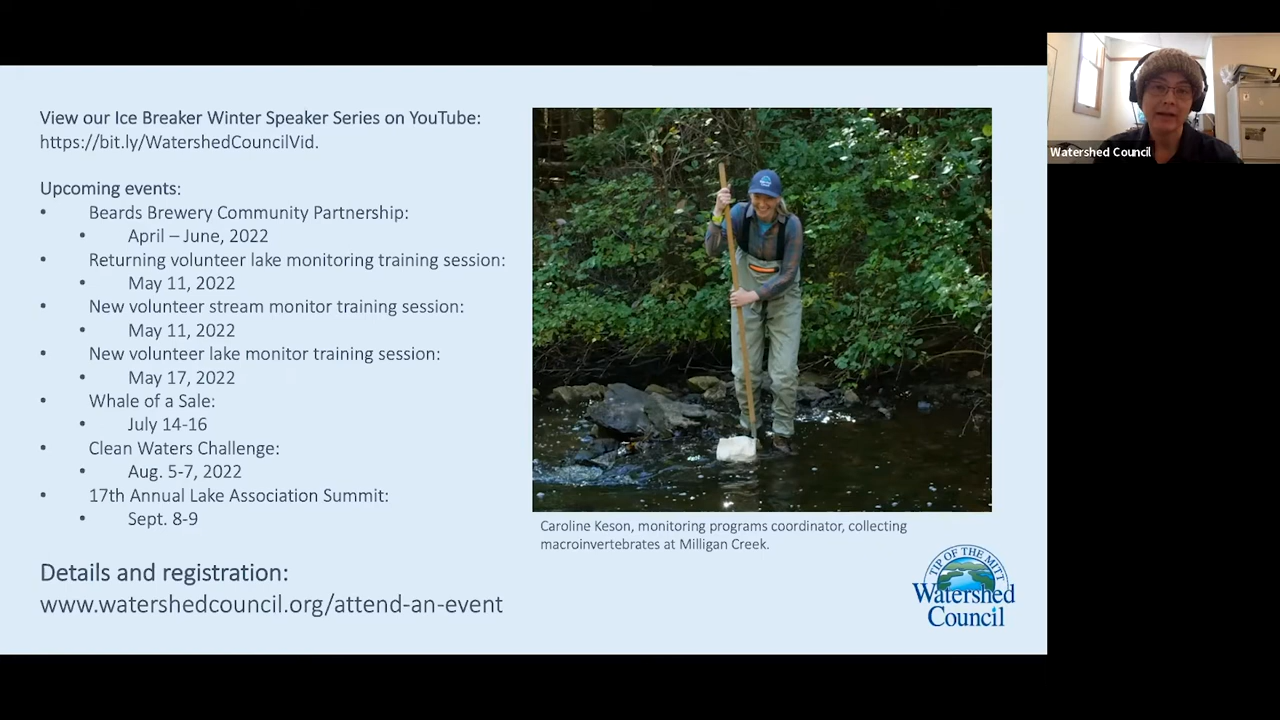 View our Ice Breaker Winter Speaker Series on YouTube:
https://bit.ly/WatershedCouncilVid.
Upcoming events:
• Beards Brewery Community Partnership:
• April – June, 2022
• Returning volunteer lake monitoring training session:
• May 11, 2022
• New volunteer stream monitor training session:
• May 11, 2022
• New volunteer lake monitor training session:
• May 17, 2022
• Whale of a Sale:
• July 14-16
• Clean Waters Challenge:
• Aug. 5-7, 2022
• 17th Annual Lake Association Summit:
• Sept. 8-9
Details and registration:
www.watershedcouncil.org/attend-an-event
Caroline Keson, monitoring programs coordinator, collecting
macroinvertebrates at Milligan Creek.
TIP OF THE MITT
Watershed
Council
Watershed Council